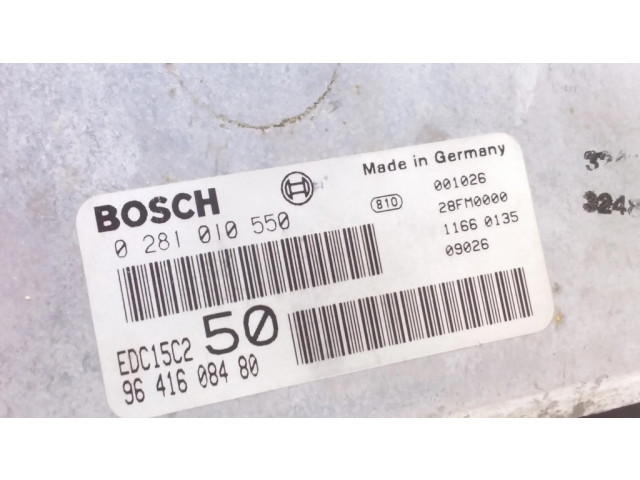 BOSCH
0 281 010 550
Made in Germany
810
001026
28FM0000
1166 0135
09026
EDC15C2 50
96 416 084 80